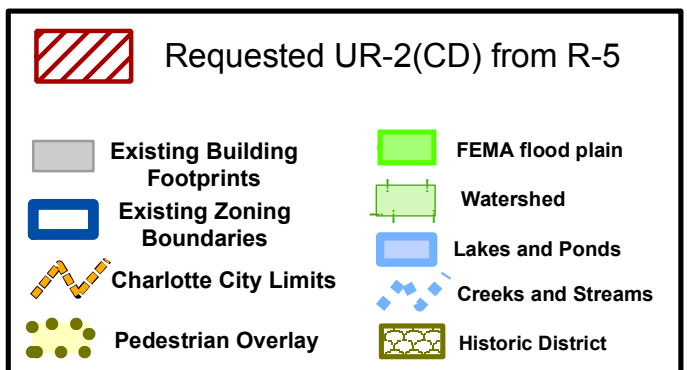 Requested UR-2(CD) from R-5
Existing Building
Footprints
Existing Zoning
Boundaries
Charlotte City Limits
Pedestrian Overlay
FEMA flood plain
Watershed
Lakes and Ponds
Creeks and Streams
Historic District